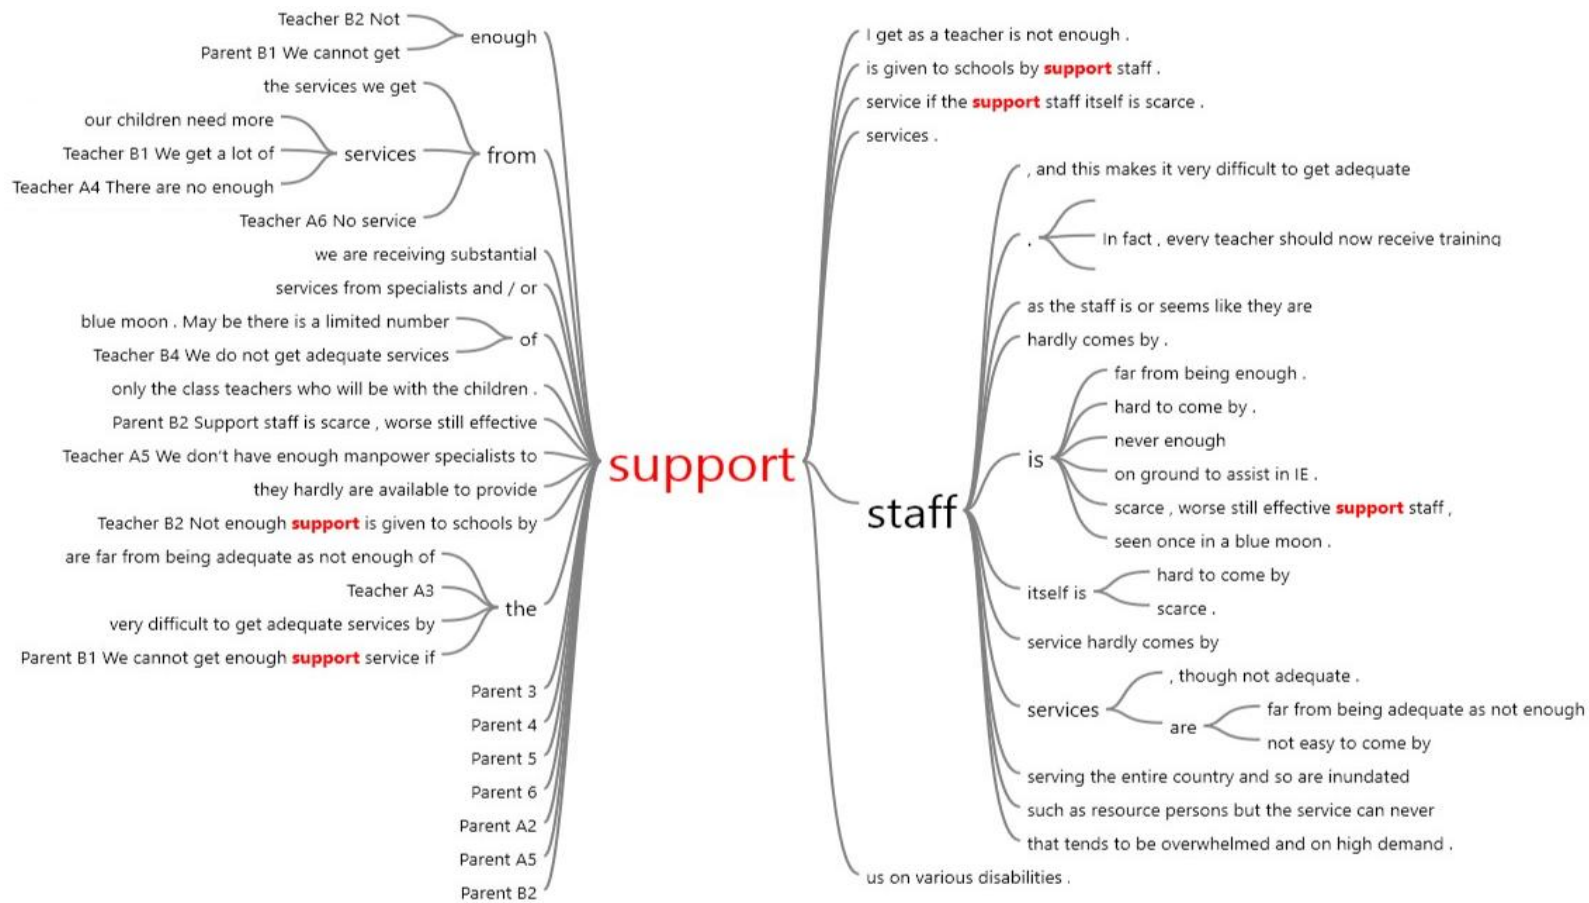 Teacher B2 Not
Parent B1 We cannot get
enough
the services we get
our children need more
Teacher B1 We get a lot of
Teacher A4 There are no enough
services
from
Teacher A6 No service
we are receiving substantial
services from specialists and / or
blue moon . May be there is a limited number
Teacher B4 We do not get adequate services
of
only the class teachers who will be with the children .
Parent B2 Support staff is scarce , worse still effective
Teacher A5 We don't have enough manpower specialists to
they hardly are available to provide
Teacher B2 Not enough support is given to schools by
are far from being adequate as not enough of
Teacher A3
very difficult to get adequate services by
Parent B1 We cannot get enough support service if
the
Parent 3
Parent 4
Parent 5
Parent 6
Parent A2
Parent A5
Parent B2
support
I get as a teacher is not enough .
is given to schools by support staff .
service if the support staff itself is scarce .
services .
staff
, and this makes it very difficult to get adequate
.
In fact , every teacher should now receive training
as the staff is or seems like they are
hardly comes by .
is
far from being enough .
hard to come by .
never enough
on ground to assist in IE .
scarce , worse still effective support staff ,
seen once in a blue moon .
itself is
hard to come by
scarce .
service hardly comes by
services
, though not adequate .
are
far from being adequate as not enough
not easy to come by
serving the entire country and so are inundated
such as resource persons but the service can never
that tends to be overwhelmed and on high demand .
us on various disabilities .